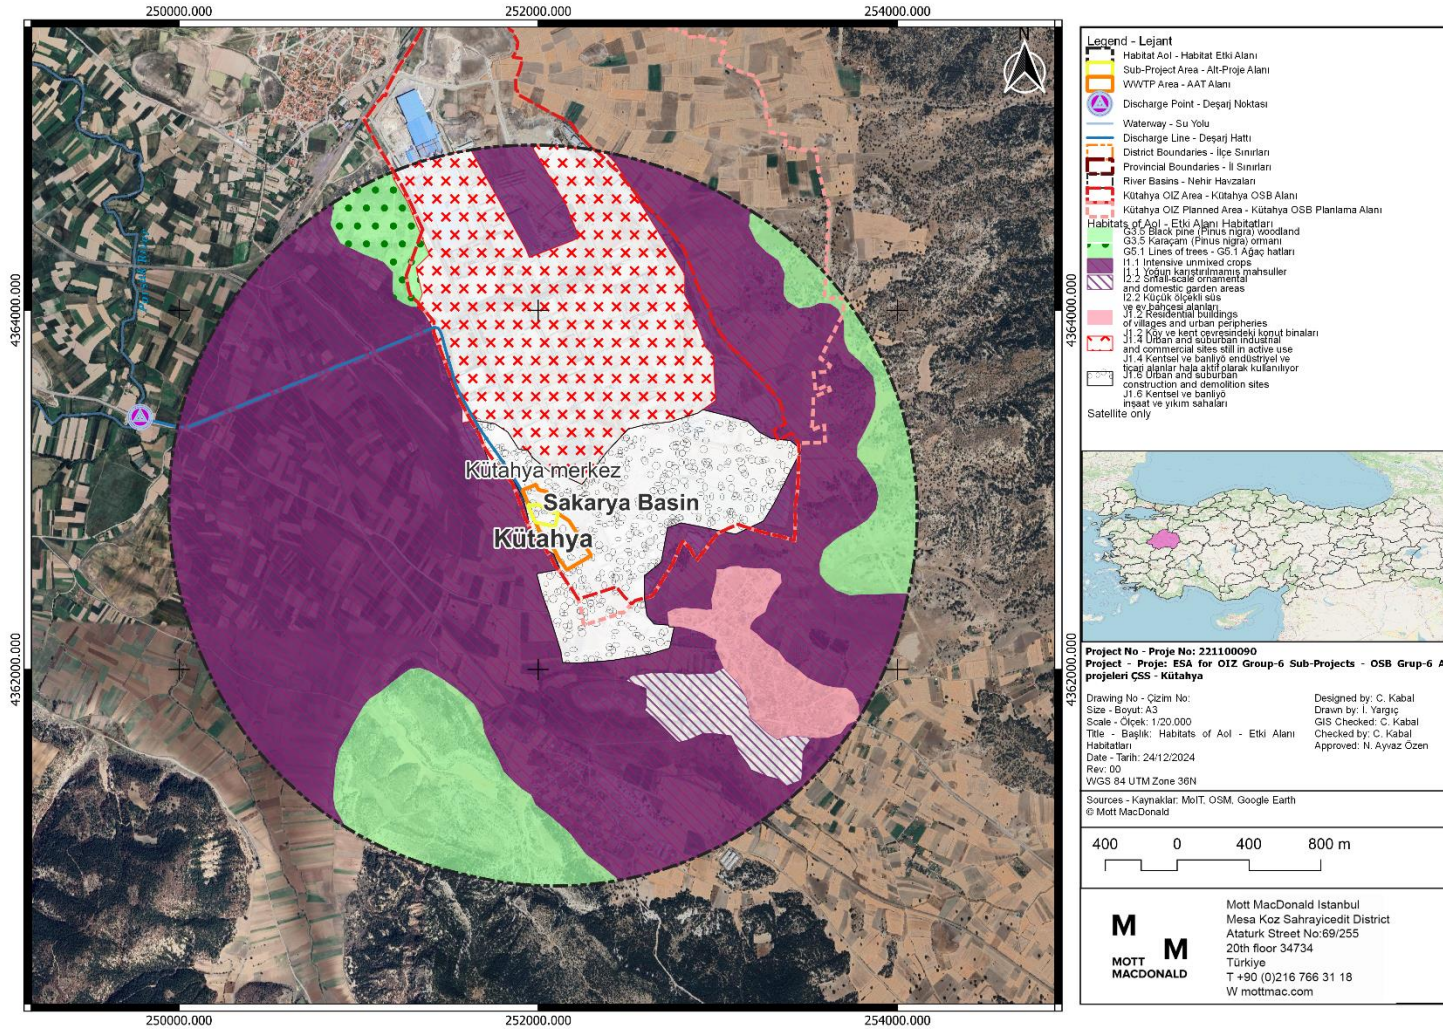 250000.000
252000.000
254000.000
N
4364000.000
4364000.000
Kütahya merkez
Sakarya Basin
Kütahya
4362000.000
4362000.000
250000.000
252000.000
254000.000
Legend - Lejant
Habitat AoI - Habitat Etki Alanı
Sub-Project Area - Alt-Proje Alanı
WWTP Area - AAT Alanı
Discharge Point - Deşarj Noktası
Waterway - Su Yolu
Discharge Line - Deşarj Hattı
District Boundaries - İlçe Sınırları
Provincial Boundaries - İl Sınırları
River Basins - Nehir Havzaları
Kütahya OIZ Area - Kütahya OSB Alanı
Kütahya OIZ Planned Area - Kütahya OSB Planlama Alanı
Habitats of AoI - Etki Alanı Habitatları
G3.5 Black pine (Pinus nigra) woodland
G3.5 Karaçam (Pinus nigra) ormanı
G5.1 Lines of trees - G5.1 Ağaç hatları
I1.1 Intensive unmixed crops
I1.1 Yoğun karıştırılmamış mahsuller
I2.2 Small-scale ornamental
and domestic garden areas
I2.2 Küçük ölçekli süs
ve ev bahçesi alanları
J1.2 Residential buildings
of villages and urban peripheries
J1.2 Köy ve kent çevresindeki konut binaları
J1.4 Urban and suburban industrial
and commercial sites still in active use
J1.4 Kentsel ve banliyö endüstriyel ve
ticari alanlar hala aktif olarak kullanılıyor
J1.6 Urban and suburban
construction and demolition sites
J1.6 Kentsel ve banliyö
inşaat ve yıkım sahaları
Satellite only
Project No - Proje No: 221100090
Project - Proje: ESA for OIZ Group-6 Sub-Projects - OSB Grup-6 A
projeleri ÇSS - Kütahya
Drawing No - Çizim No:
Size - Boyut: A3
Scale - Ölçek: 1/20.000
Title - Başlık: Habitats of AoI - Etki Alanı
Habitatları
Date - Tarih: 24/12/2024
Rev: 00
WGS 84 UTM Zone 36N
Designed by: C. Kabal
Drawn by: I. Yargıç
GIS Checked: C. Kabal
Checked by: C. Kabal
Approved: N. Ayvaz Özen
Sources - Kaynaklar: MoIT, OSM, Google Earth
© Mott MacDonald
400 0 400 800 m
M
M
MOTT
MACDONALD
Mott MacDonald Istanbul
Mesa Koz Sahrayicedit District
Ataturk Street No:69/255
20th floor 34734
Türkiye
T +90 (0)216 766 31 18
W mottmac.com